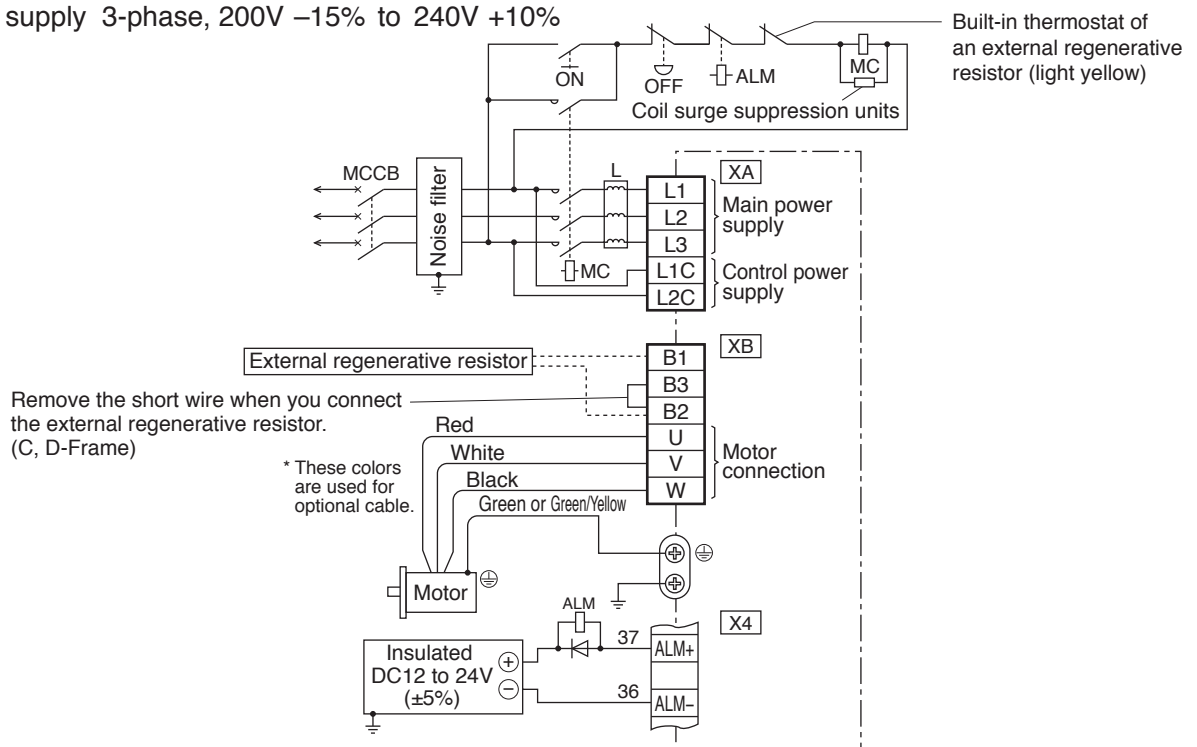 supply 3-phase, 200V –15% to 240V +10%
Built-in thermostat of
an external regenerative
resistor (light yellow)
ON
OFF
ALM
MC
Coil surge suppression units
MCCB
Noise filter
L
MC
XA
L1
L2
L3
L1C
L2C
Main power
supply
Control power
supply
External regenerative resistor
XB
B1
B3
B2
U
V
W
Remove the short wire when you connect
the external regenerative resistor.
(C, D-Frame)
Red
White
Black
Green or Green/Yellow
* These colors
are used for
optional cable.
Motor
connection
Motor
ALM
X4
Insulated
DC12 to 24V
(±5%)
+
−
37
36
ALM+
ALM−